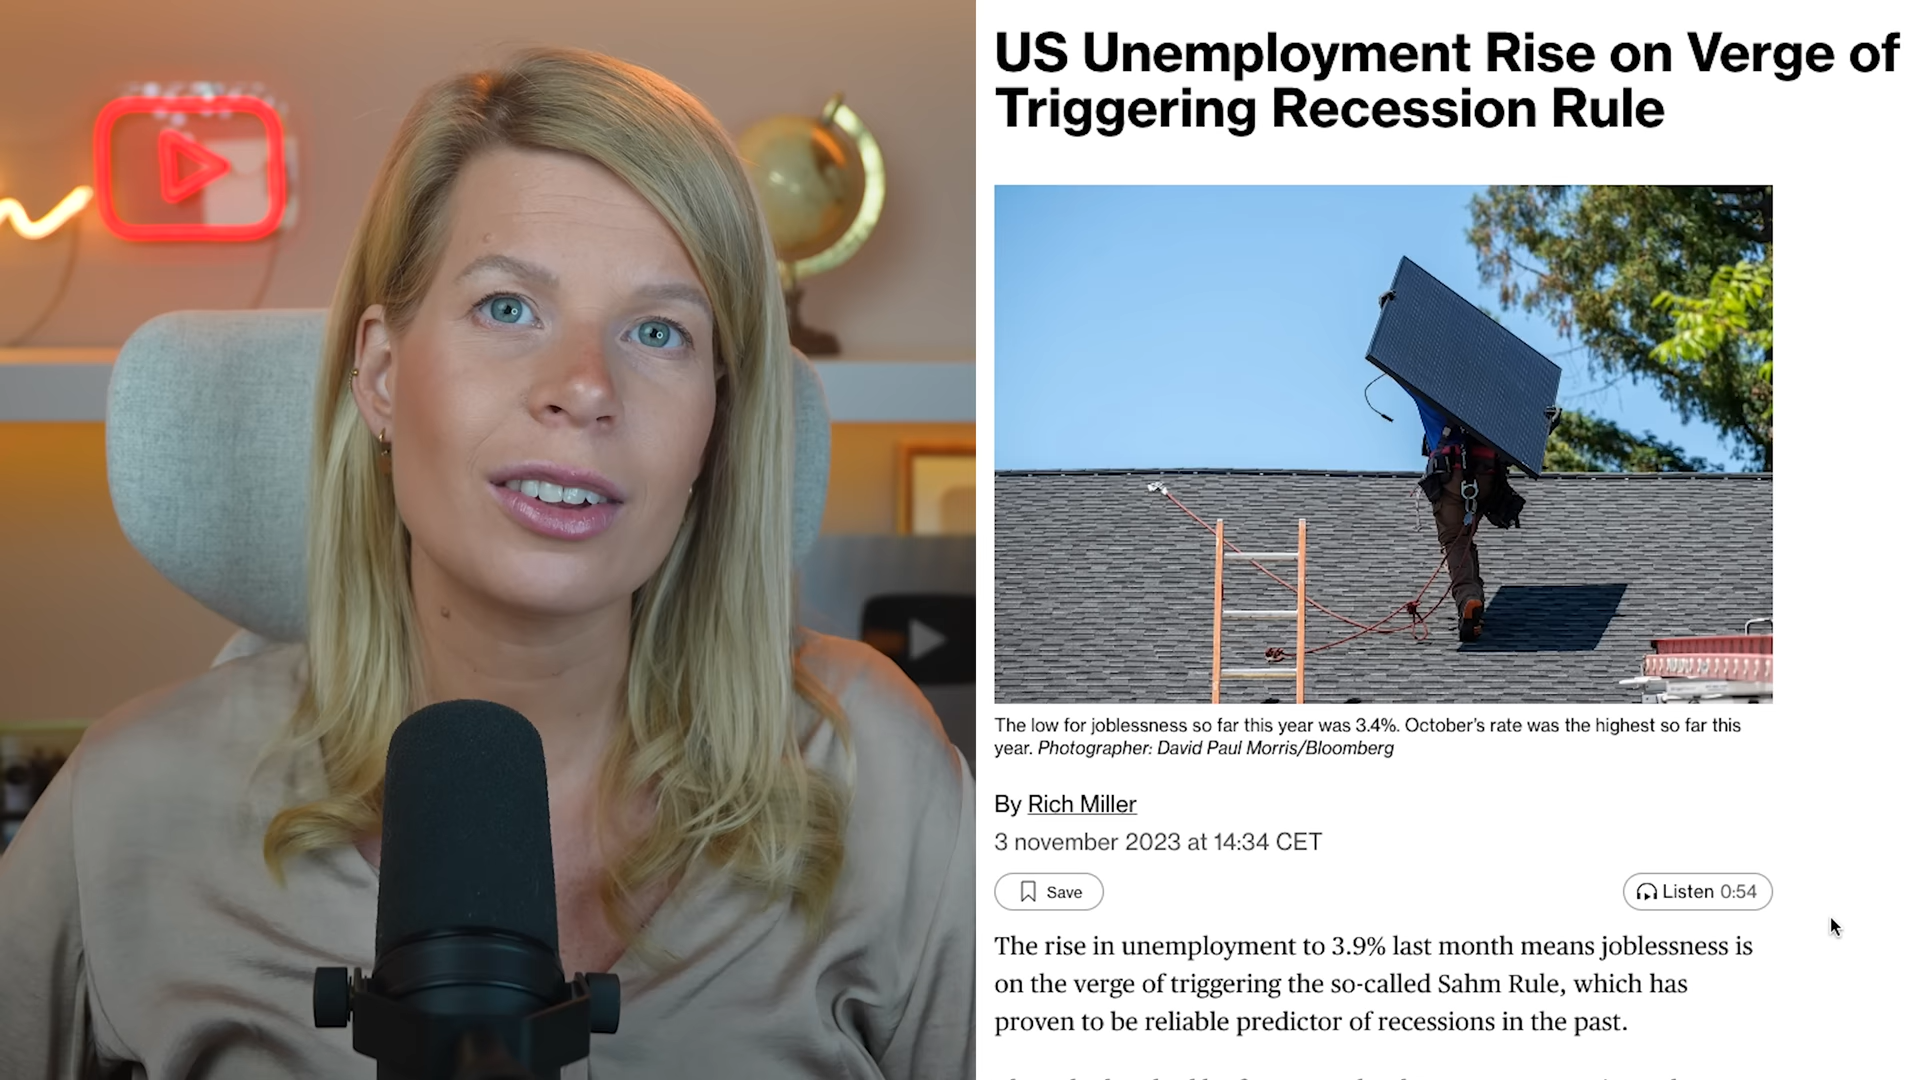 US Unemployment Rise on Verge of
Triggering Recession Rule
The low for joblessness so far this year was 3.4%. October's rate was the highest so far this
year. Photographer: David Paul Morris/Bloomberg
By Rich Miller
3 november 2023 at 14:34 CET
Save
Listen 0:54
The rise in unemployment to 3.9% last month means joblessness is
on the verge of triggering the so-called Sahm Rule, which has
proven to be reliable predictor of recessions in the past.